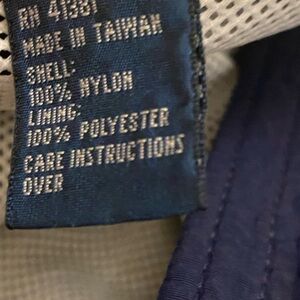 RN 41381
MADE IN TAIWAN
SHELL:
100% NYLON
LINING:
100% POLYESTER
CARE INSTRUCTIONS
OVER